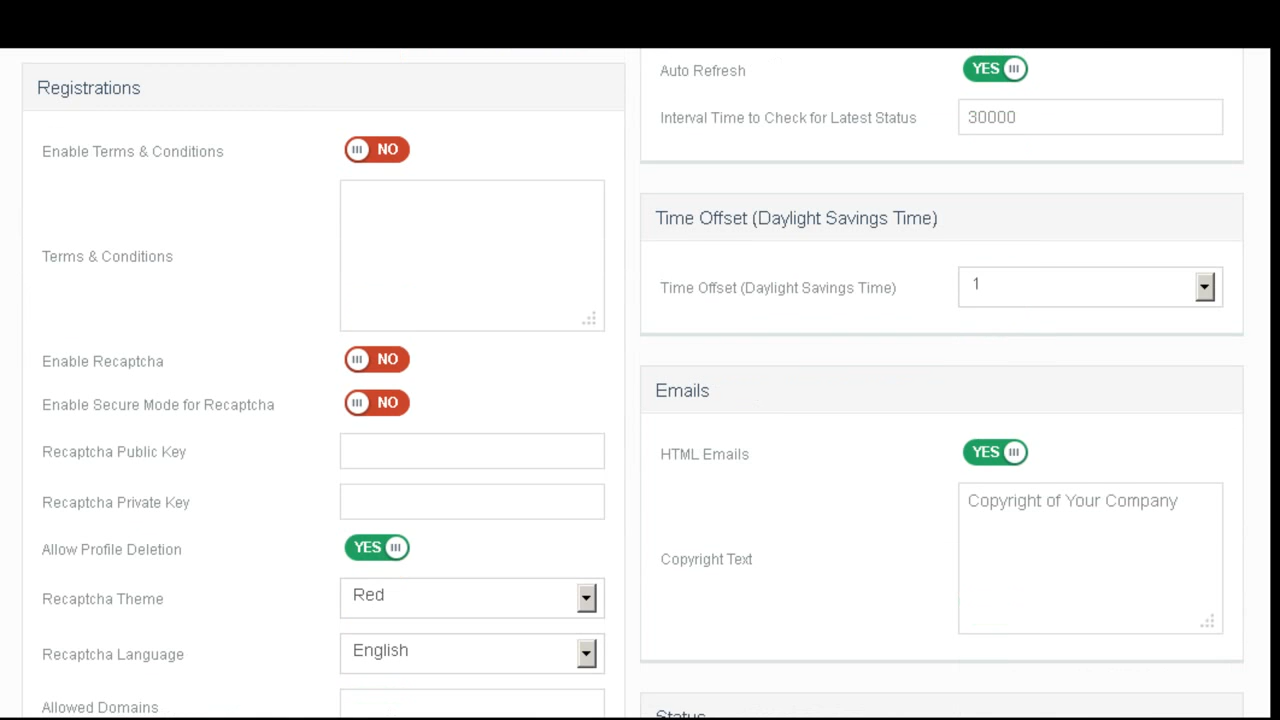 Registrations
Enable Terms & Conditions NO
Terms & Conditions
Enable Recaptcha NO
Enable Secure Mode for Recaptcha NO
Recaptcha Public Key
Recaptcha Private Key
Allow Profile Deletion YES
Recaptcha Theme Red
Recaptcha Language English
Allowed Domains
Auto Refresh YES
Interval Time to Check for Latest Status 30000
Time Offset (Daylight Savings Time)
Time Offset (Daylight Savings Time) 1
Emails
HTML Emails YES
Copyright of Your Company
Copyright Text
Status